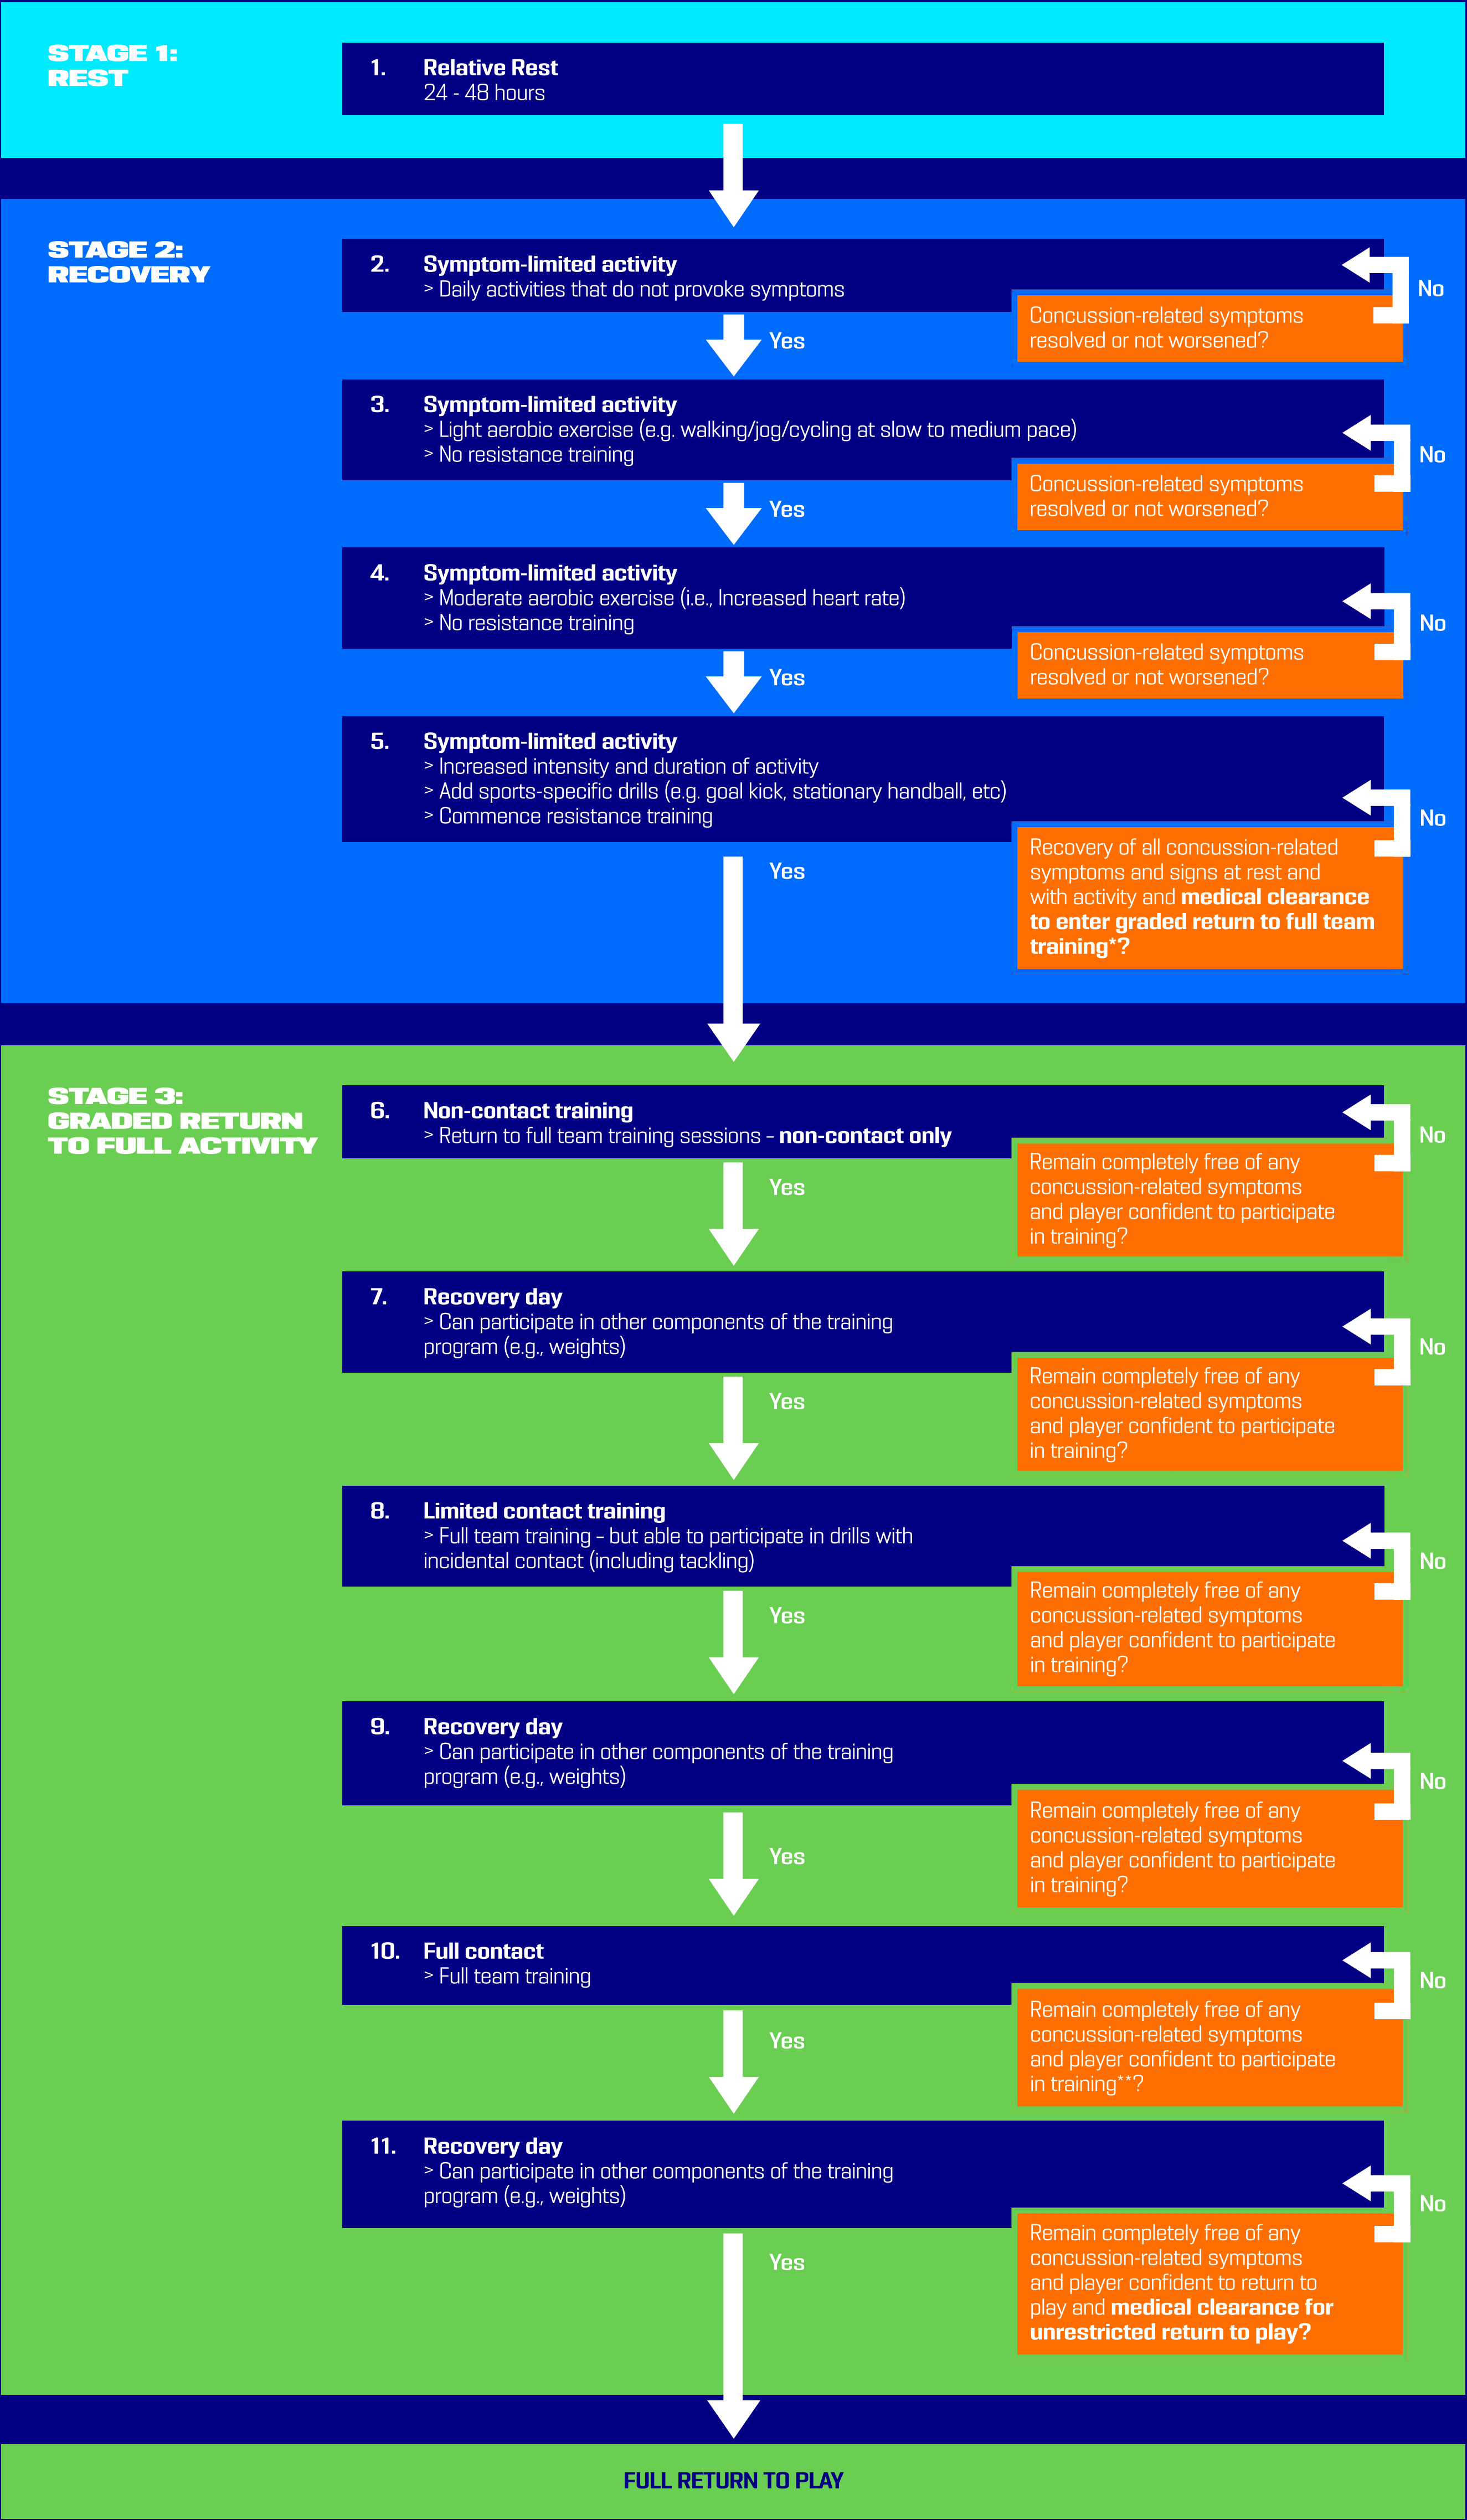 STAGE 1:
REST
1. Relative Rest
24 - 48 hours
STAGE 2:
RECOVERY
2. Symptom-limited activity
> Daily activities that do not provoke symptoms
No
Concussion-related symptoms
resolved or not worsened?
Yes
3. Symptom-limited activity
> Light aerobic exercise (e.g. walking/jog/cycling at slow to medium pace)
> No resistance training
No
Concussion-related symptoms
resolved or not worsened?
Yes
4. Symptom-limited activity
> Moderate aerobic exercise (i.e., Increased heart rate)
> No resistance training
No
Concussion-related symptoms
resolved or not worsened?
Yes
5. Symptom-limited activity
> Increased intensity and duration of activity
> Add sports-specific drills (e.g. goal kick, stationary handball, etc)
> Commence resistance training
No
Recovery of all concussion-related
symptoms and signs at rest and
with activity and medical clearance
to enter graded return to full team
training*?
Yes
STAGE 3:
GRADED RETURN
TO FULL ACTIVITY
6. Non-contact training
> Return to full team training sessions – non-contact only
No
Remain completely free of any
concussion-related symptoms
and player confident to participate
in training?
Yes
7. Recovery day
> Can participate in other components of the training
program (e.g., weights)
No
Remain completely free of any
concussion-related symptoms
and player confident to participate
in training?
Yes
8. Limited contact training
> Full team training – but able to participate in drills with
incidental contact (including tackling)
No
Remain completely free of any
concussion-related symptoms
and player confident to participate
in training?
Yes
9. Recovery day
> Can participate in other components of the training
program (e.g., weights)
No
Remain completely free of any
concussion-related symptoms
and player confident to participate
in training?
Yes
10. Full contact
> Full team training
No
Remain completely free of any
concussion-related symptoms
and player confident to participate
in training**?
Yes
11. Recovery day
> Can participate in other components of the training
program (e.g., weights)
No
Remain completely free of any
concussion-related symptoms
and player confident to return to
play and medical clearance for
unrestricted return to play?
Yes
FULL RETURN TO PLAY